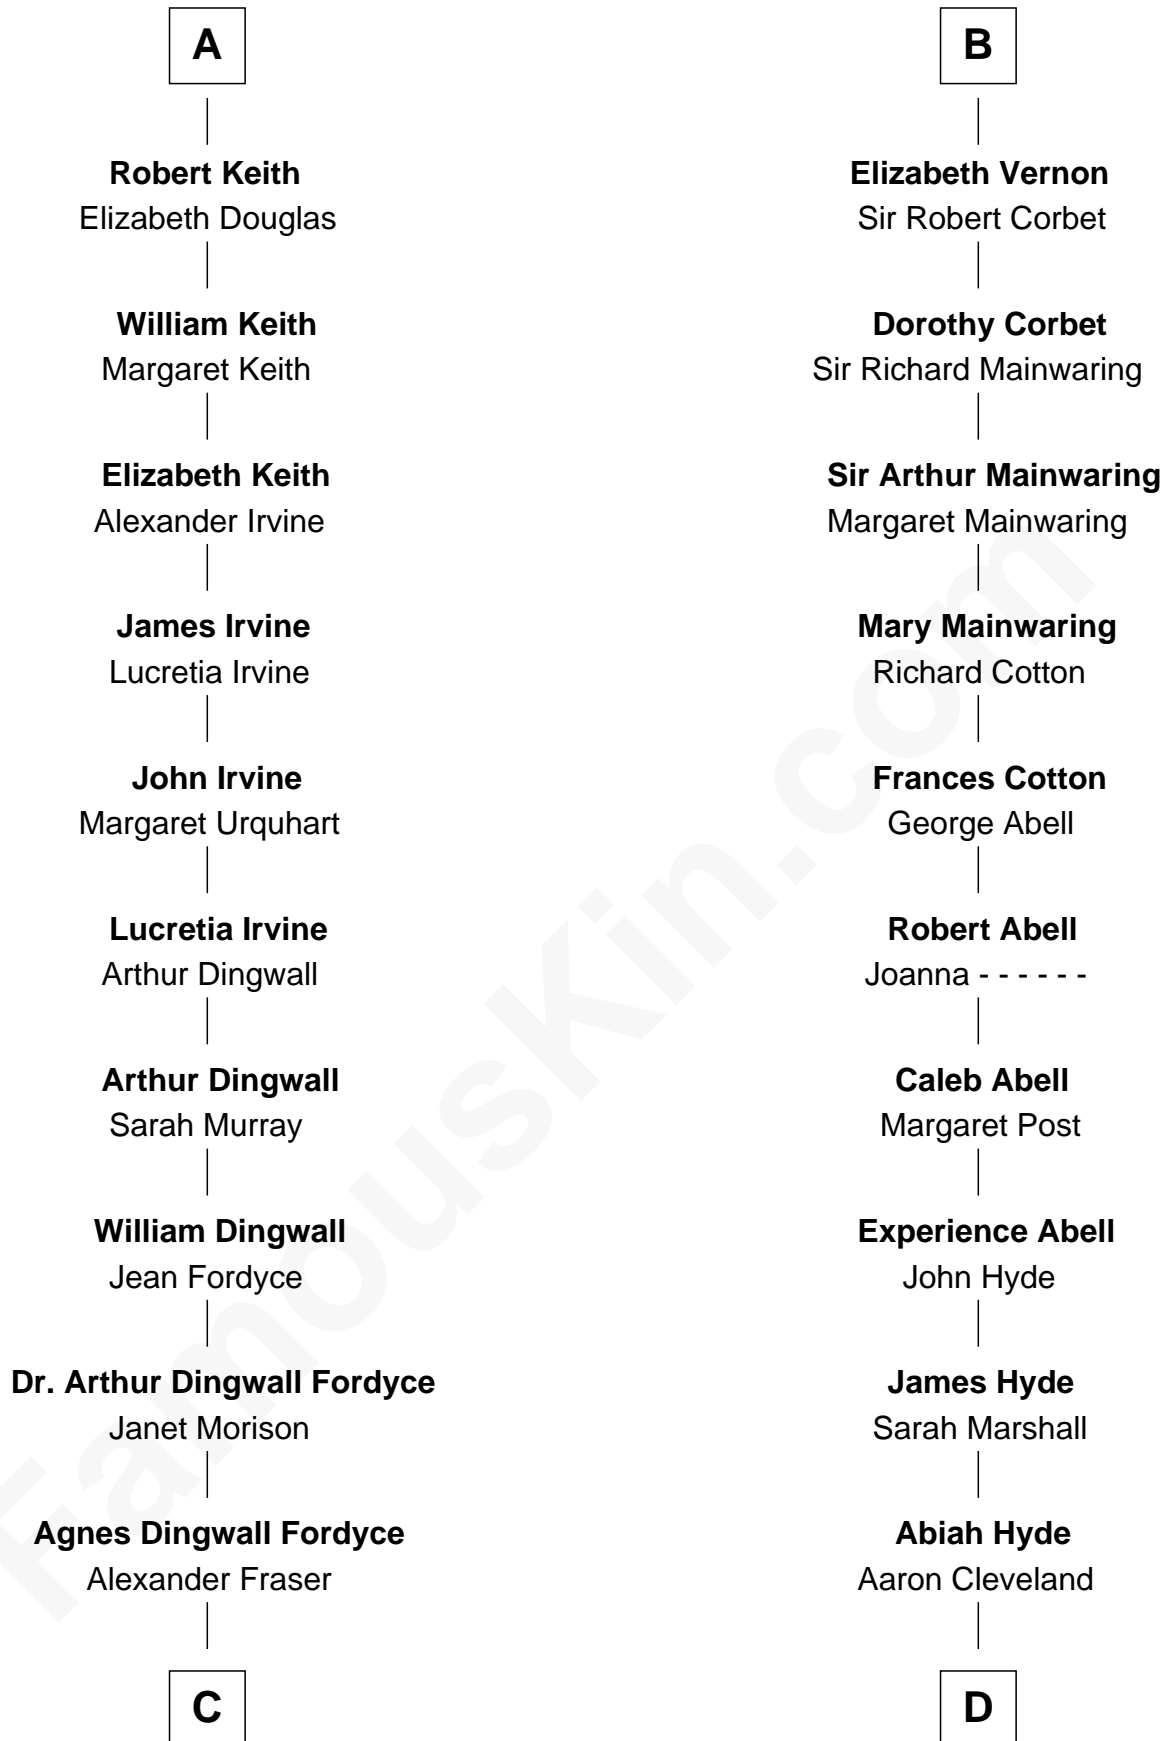 A
Robert Keith
Elizabeth Douglas
William Keith
Margaret Keith
Elizabeth Keith
Alexander Irvine
James Irvine
Lucretia Irvine
John Irvine
Margaret Urquhart
Lucretia Irvine
Arthur Dingwall
Arthur Dingwall
Sarah Murray
William Dingwall
Jean Fordyce
Dr. Arthur Dingwall Fordyce
Janet Morison
Agnes Dingwall Fordyce
Alexander Fraser
C
B
Elizabeth Vernon
Sir Robert Corbet
Dorothy Corbet
Sir Richard Mainwaring
Sir Arthur Mainwaring
Margaret Mainwaring
Mary Mainwaring
Richard Cotton
Frances Cotton
George Abell
Robert Abell
Joanna - - - - - -
Caleb Abell
Margaret Post
Experience Abell
John Hyde
James Hyde
Sarah Marshall
Abiah Hyde
Aaron Cleveland
D
FamousKin.com